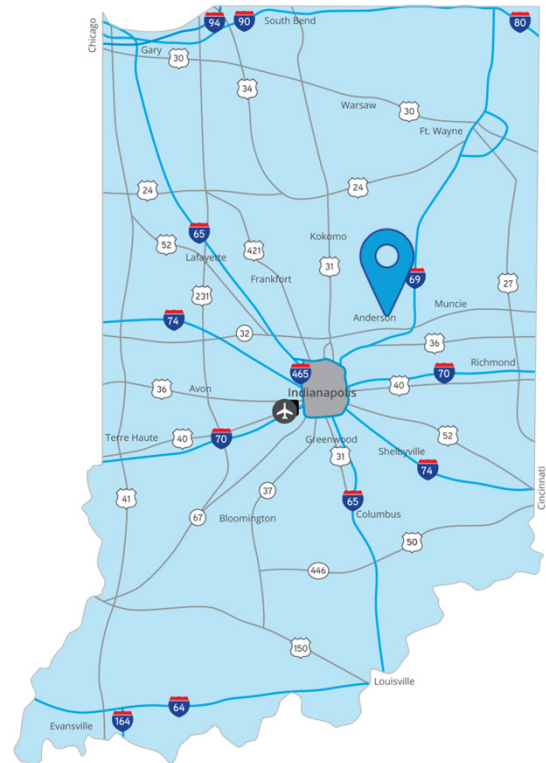 94
90
South Bend
80
Chicago
Gary
30
34
Warsaw
30
Ft. Wayne
24
24
65
52
Lafayette
421
Kokomo
31
69
27
Frankfort
231
Anderson
Muncie
74
32
36
465
Richmond
70
36
Avon
Indianapolis
40
Terre Haute
40
70
Greenwood
31
52
Shelbyville
74
Cincinnati
41
37
65
67
Bloomington
Columbus
50
446
150
Louisville
64
Evansville
164